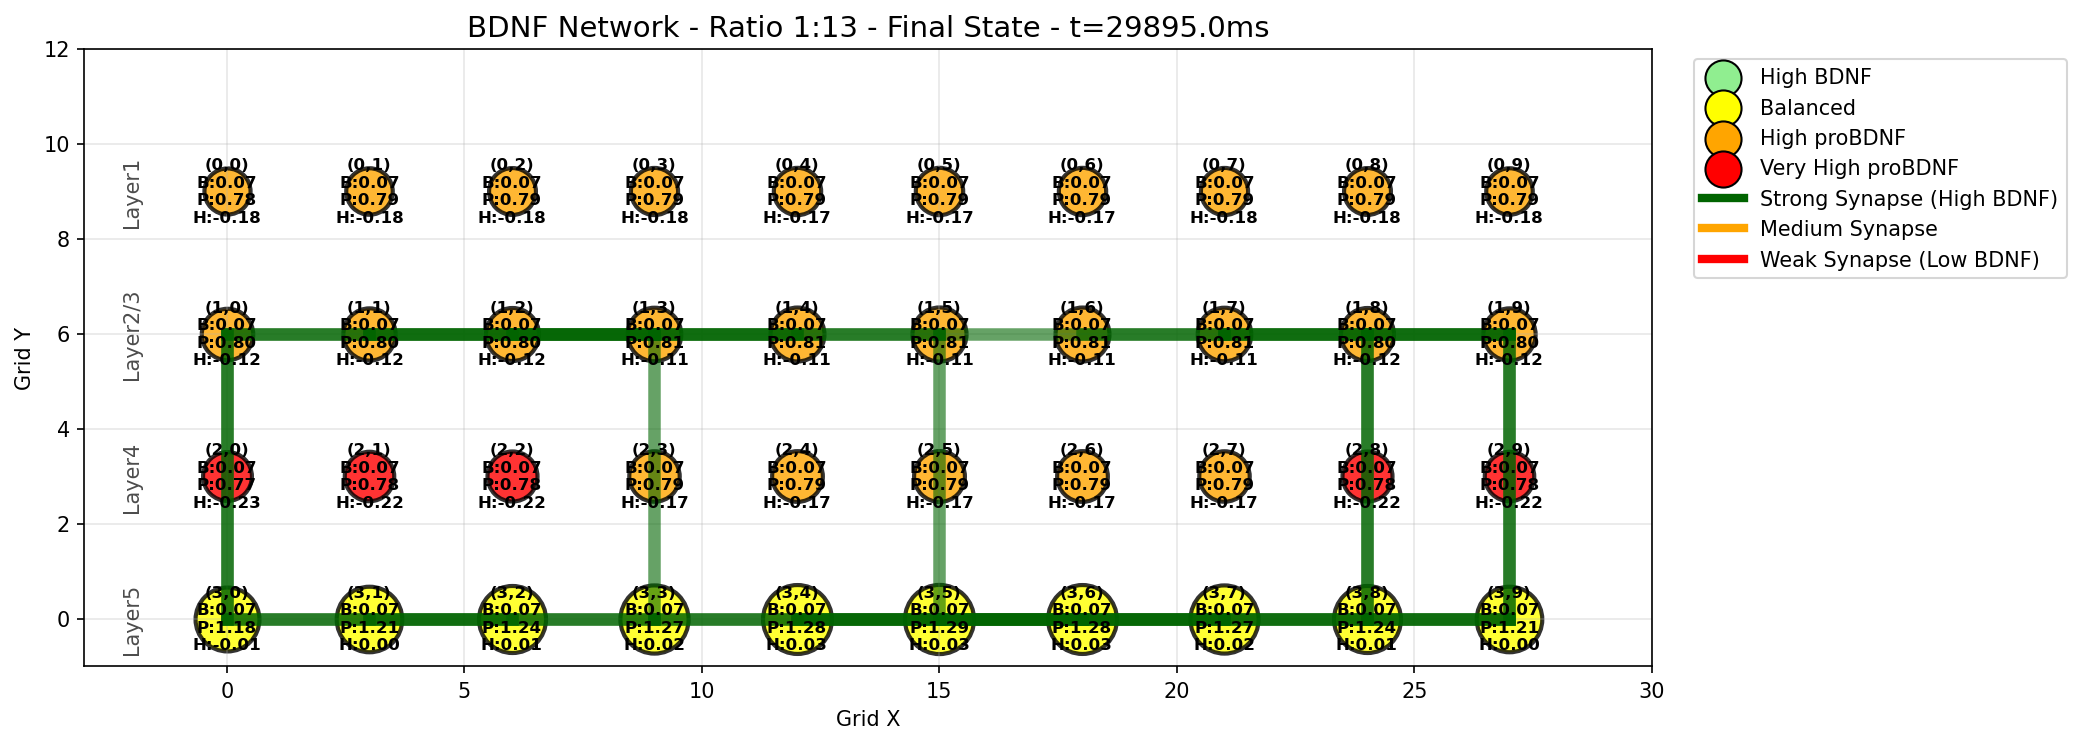 BDNF Network - Ratio 1:13 - Final State - t=29895.0ms
12
10
8
6
4
2
0
Grid Y
Layer1
Layer2/3
Layer4
Layer5
(0,0) (0,1) (0,2) (0,3) (0,4) (0,5) (0,6) (0,7) (0,8) (0,9)
B:0.07 B:0.07 B:0.07 B:0.07 B:0.07 B:0.07 B:0.07 B:0.07 B:0.07 B:0.07
P:0.78 P:0.79 P:0.79 P:0.79 P:0.79 P:0.79 P:0.79 P:0.79 P:0.79 P:0.79
H:-0.18 H:-0.18 H:-0.18 H:-0.18 H:-0.17 H:-0.17 H:-0.17 H:-0.18 H:-0.18 H:-0.18
(1,0) (1,1) (1,2) (1,3) (1,4) (1,5) (1,6) (1,7) (1,8) (1,9)
B:0.07 B:0.07 B:0.07 B:0.07 B:0.07 B:0.07 B:0.07 B:0.07 B:0.07 B:0.07
P:0.80 P:0.80 P:0.80 P:0.81 P:0.81 P:0.81 P:0.81 P:0.81 P:0.80 P:0.80
H:-0.12 H:-0.12 H:-0.12 H:-0.11 H:-0.11 H:-0.11 H:-0.11 H:-0.11 H:-0.12 H:-0.12
(2,0) (2,1) (2,2) (2,3) (2,4) (2,5) (2,6) (2,7) (2,8) (2,9)
B:0.07 B:0.07 B:0.07 B:0.07 B:0.07 B:0.07 B:0.07 B:0.07 B:0.07 B:0.07
P:0.77 P:0.78 P:0.78 P:0.79 P:0.79 P:0.79 P:0.79 P:0.79 P:0.78 P:0.78
H:-0.23 H:-0.22 H:-0.22 H:-0.17 H:-0.17 H:-0.17 H:-0.17 H:-0.17 H:-0.22 H:-0.22
(3,0) (3,1) (3,2) (3,3) (3,4) (3,5) (3,6) (3,7) (3,8) (3,9)
B:0.07 B:0.07 B:0.07 B:0.07 B:0.07 B:0.07 B:0.07 B:0.07 B:0.07 B:0.07
P:1.18 P:1.21 P:1.24 P:1.27 P:1.28 P:1.29 P:1.28 P:1.27 P:1.24 P:1.21
H:-0.01 H:0.00 H:0.01 H:0.02 H:0.03 H:0.03 H:0.03 H:0.02 H:0.01 H:0.00
0 5 10 15 20 25 30
Grid X
High BDNF
Balanced
High proBDNF
Very High proBDNF
Strong Synapse (High BDNF)
Medium Synapse
Weak Synapse (Low BDNF)